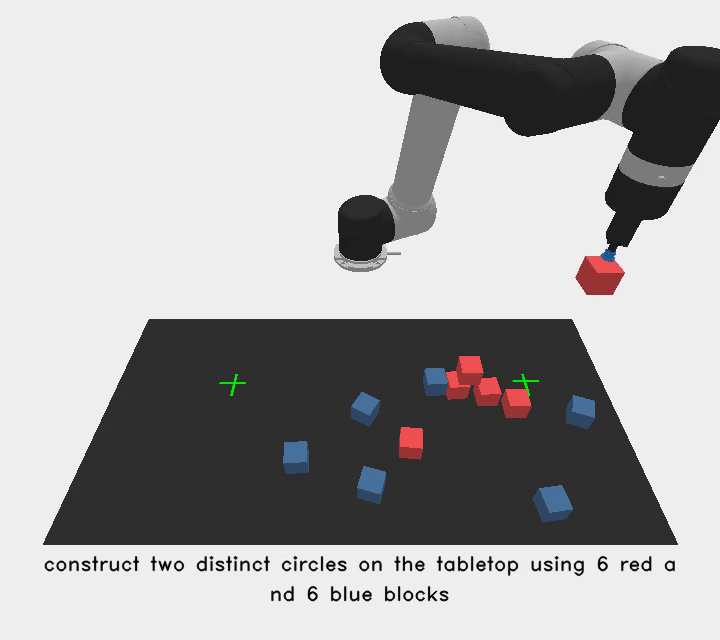 construct two distinct circles on the tabletop using 6 red a
nd 6 blue blocks